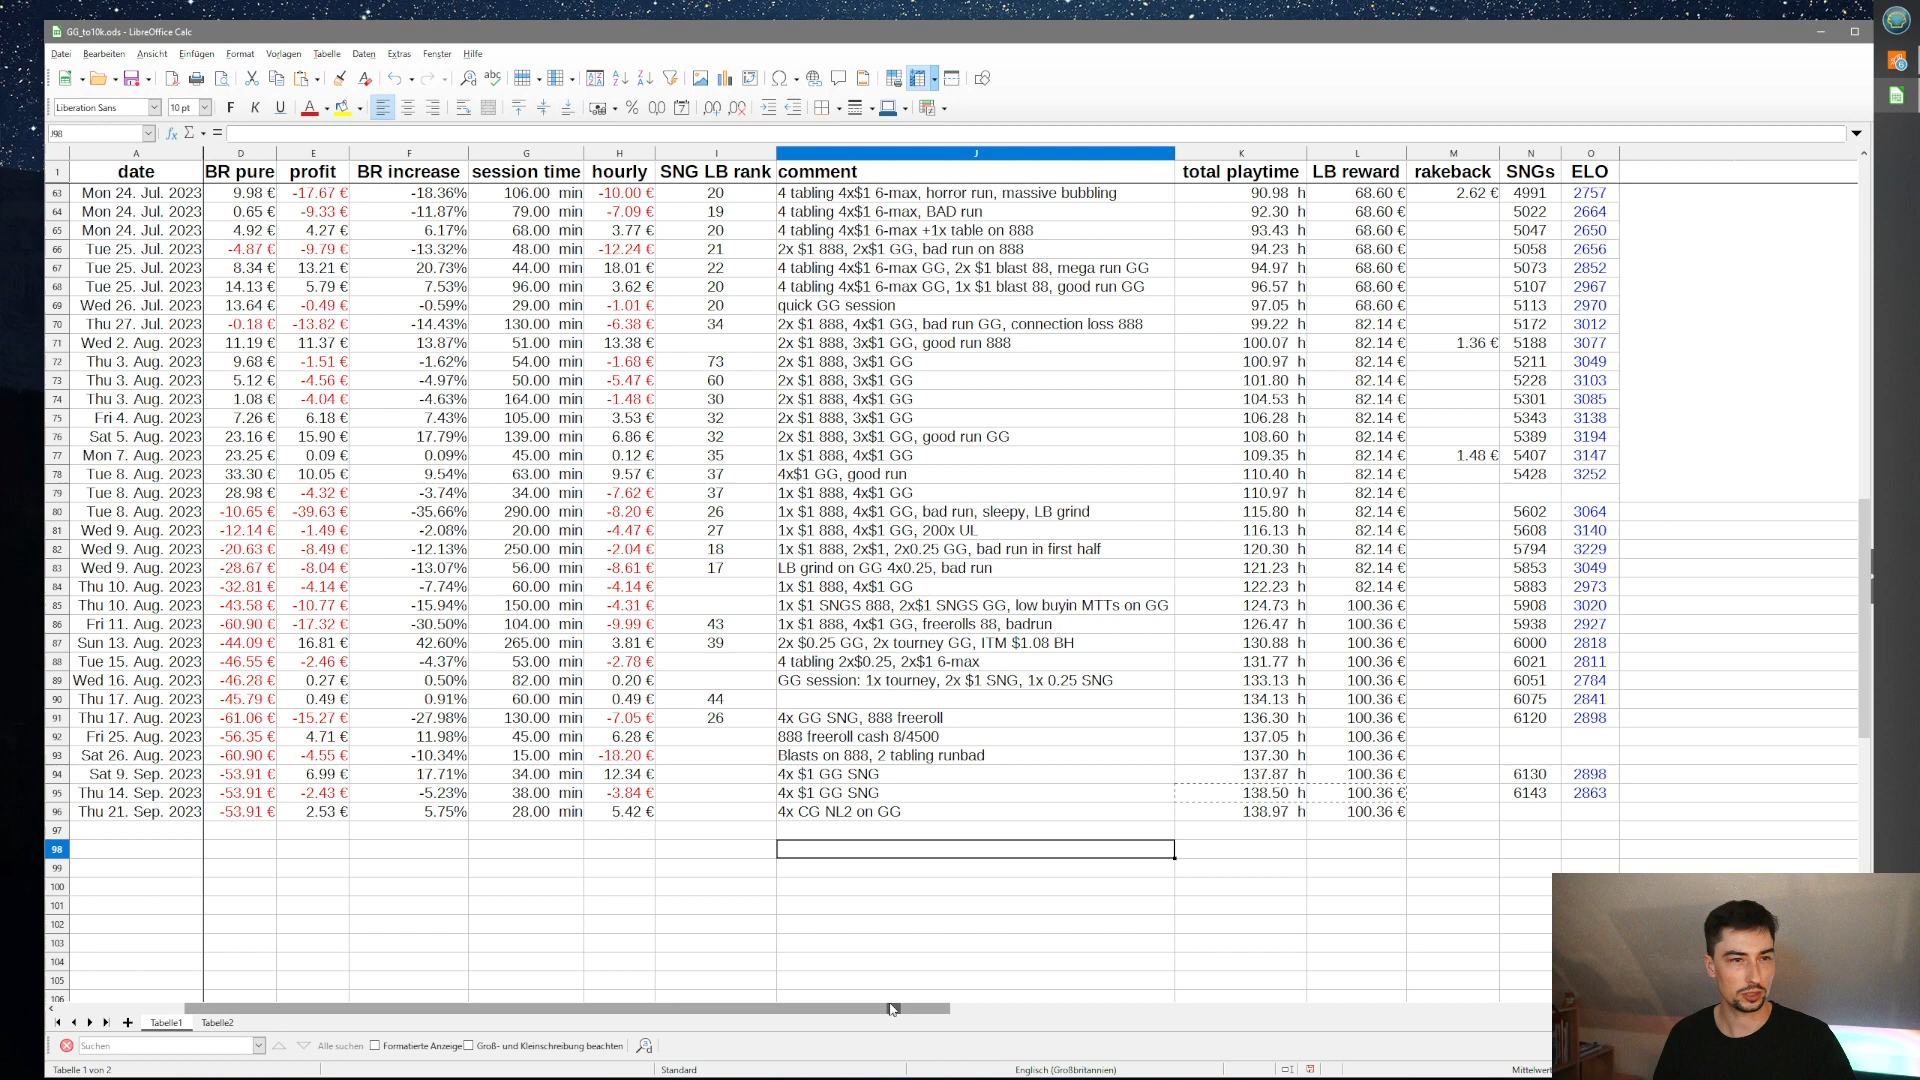 GG_to10k.ods - LibreOffice Calc
Datei Bearbeiten Ansicht Einfügen Format Vorlagen Tabelle Daten Extras Fenster Hilfe
Liberation Sans 10 pt F K U A
J98 fx Σ =
A D E F G H I J K L M N O
1 date BR pure profit BR increase session time hourly SNG LB rank comment total playtime LB reward rakeback SNGs ELO
63 Mon 24. Jul. 2023 9.98 € -17.67 € -18.36% 106.00 min -10.00 € 20 4 tabling 4x$1 6-max, horror run, massive bubbling 90.98 h 68.60 € 2.62 € 4991 2757
64 Mon 24. Jul. 2023 0.65 € -9.33 € -11.87% 79.00 min -7.09 € 19 4 tabling 4x$1 6-max, BAD run 92.30 h 68.60 € 5022 2664
65 Mon 24. Jul. 2023 4.92 € 4.27 € 6.17% 68.00 min 3.77 € 20 4 tabling 4x$1 6-max +1x table on 888 93.43 h 68.60 € 5047 2650
66 Tue 25. Jul. 2023 -4.87 € -9.79 € -13.32% 48.00 min -12.24 € 21 2x $1 888, 2x$1 GG, bad run on 888 94.23 h 68.60 € 5058 2656
67 Tue 25. Jul. 2023 8.34 € 13.21 € 20.73% 44.00 min 18.01 € 22 4 tabling 4x$1 6-max GG, 2x $1 blast 88, mega run GG 94.97 h 68.60 € 5073 2852
68 Tue 25. Jul. 2023 14.13 € 5.79 € 7.53% 96.00 min 3.62 € 20 4 tabling 4x$1 6-max GG, 1x $1 blast 88, good run GG 96.57 h 68.60 € 5107 2967
69 Wed 26. Jul. 2023 13.64 € -0.49 € -0.59% 29.00 min -1.01 € 20 quick GG session 97.05 h 68.60 € 5113 2970
70 Thu 27. Jul. 2023 -0.18 € -13.82 € -14.43% 130.00 min -6.38 € 34 2x $1 888, 4x$1 GG, bad run GG, connection loss 888 99.22 h 82.14 € 5172 3012
71 Wed 2. Aug. 2023 11.19 € 11.37 € 13.87% 51.00 min 13.38 € 2x $1 888, 3x$1 GG, good run 888 100.07 h 82.14 € 1.36 € 5188 3077
72 Thu 3. Aug. 2023 9.68 € -1.51 € -1.62% 54.00 min -1.68 € 73 2x $1 888, 3x$1 GG 100.97 h 82.14 € 5211 3049
73 Thu 3. Aug. 2023 5.12 € -4.56 € -4.97% 50.00 min -5.47 € 60 2x $1 888, 3x$1 GG 101.80 h 82.14 € 5228 3103
74 Thu 3. Aug. 2023 1.08 € -4.04 € -4.63% 164.00 min -1.48 € 30 2x $1 888, 4x$1 GG 104.53 h 82.14 € 5301 3085
75 Fri 4. Aug. 2023 7.26 € 6.18 € 7.43% 105.00 min 3.53 € 32 2x $1 888, 3x$1 GG 106.28 h 82.14 € 5343 3138
76 Sat 5. Aug. 2023 23.16 € 15.90 € 17.79% 139.00 min 6.86 € 32 2x $1 888, 3x$1 GG, good run GG 108.60 h 82.14 € 5389 3194
77 Mon 7. Aug. 2023 23.25 € 0.09 € 0.09% 45.00 min 0.12 € 35 1x $1 888, 4x$1 GG 109.35 h 82.14 € 1.48 € 5407 3147
78 Tue 8. Aug. 2023 33.30 € 10.05 € 9.54% 63.00 min 9.57 € 37 4x$1 GG, good run 110.40 h 82.14 € 5428 3252
79 Tue 8. Aug. 2023 28.98 € -4.32 € -3.74% 34.00 min -7.62 € 37 1x $1 888, 4x$1 GG 110.97 h 82.14 €
80 Tue 8. Aug. 2023 -10.65 € -39.63 € -35.66% 290.00 min -8.20 € 26 1x $1 888, 4x$1 GG, bad run, sleepy, LB grind 115.80 h 82.14 € 5602 3064
81 Wed 9. Aug. 2023 -12.14 € -1.49 € -2.08% 20.00 min -4.47 € 27 1x $1 888, 4x$1 GG, 200x UL 116.13 h 82.14 € 5608 3140
82 Wed 9. Aug. 2023 -20.63 € -8.49 € -12.13% 250.00 min -2.04 € 18 1x $1 888, 2x$1, 2x0.25 GG, bad run in first half 120.30 h 82.14 € 5794 3229
83 Wed 9. Aug. 2023 -28.67 € -8.04 € -13.07% 56.00 min -8.61 € 17 LB grind on GG 4x0.25, bad run 121.23 h 82.14 € 5853 3049
84 Thu 10. Aug. 2023 -32.81 € -4.14 € -7.74% 60.00 min -4.14 € 1x $1 888, 4x$1 GG 122.23 h 82.14 € 5883 2973
85 Thu 10. Aug. 2023 -43.58 € -10.77 € -15.94% 150.00 min -4.31 € 1x $1 SNGS 888, 2x$1 SNGS GG, low buyin MTTs on GG 124.73 h 100.36 € 5908 3020
86 Fri 11. Aug. 2023 -60.90 € -17.32 € -30.50% 104.00 min -9.99 € 43 1x $1 888, 4x$1 GG, freerolls 88, badrun 126.47 h 100.36 € 5938 2927
87 Sun 13. Aug. 2023 -44.09 € 16.81 € 42.60% 265.00 min 3.81 € 39 2x $0.25 GG, 2x tourney GG, ITM $1.08 BH 130.88 h 100.36 € 6000 2818
88 Tue 15. Aug. 2023 -46.55 € -2.46 € -4.37% 53.00 min -2.78 € 4 tabling 2x$0.25, 2x$1 6-max 131.77 h 100.36 € 6021 2811
89 Wed 16. Aug. 2023 -46.28 € 0.27 € 0.50% 82.00 min 0.20 € GG session: 1x tourney, 2x $1 SNG, 1x 0.25 SNG 133.13 h 100.36 € 6051 2784
90 Thu 17. Aug. 2023 -45.79 € 0.49 € 0.91% 60.00 min 0.49 € 44 134.13 h 100.36 € 6075 2841
91 Thu 17. Aug. 2023 -61.06 € -15.27 € -27.98% 130.00 min -7.05 € 26 4x GG SNG, 888 freeroll 136.30 h 100.36 € 6120 2898
92 Fri 25. Aug. 2023 -56.35 € 4.71 € 11.98% 45.00 min 6.28 € 888 freeroll cash 8/4500 137.05 h 100.36 €
93 Sat 26. Aug. 2023 -60.90 € -4.55 € -10.34% 15.00 min -18.20 € Blasts on 888, 2 tabling runbad 137.30 h 100.36 €
94 Sat 9. Sep. 2023 -53.91 € 6.99 € 17.71% 34.00 min 12.34 € 4x $1 GG SNG 137.87 h 100.36 € 6130 2898
95 Thu 14. Sep. 2023 -53.91 € -2.43 € -5.23% 38.00 min -3.84 € 4x $1 GG SNG 138.50 h 100.36 € 6143 2863
96 Thu 21. Sep. 2023 -53.91 € 2.53 € 5.75% 28.00 min 5.42 € 4x CG NL2 on GG 138.97 h 100.36 €
97
98
99
100
101
102
103
104
105
106
Tabelle1 Tabelle2
Suchen Alle suchen Formatierte Anzeige Groß- und Kleinschreibung beachten
Tabelle 1 von 2 Standard Englisch (Großbritannien) Mittelwert